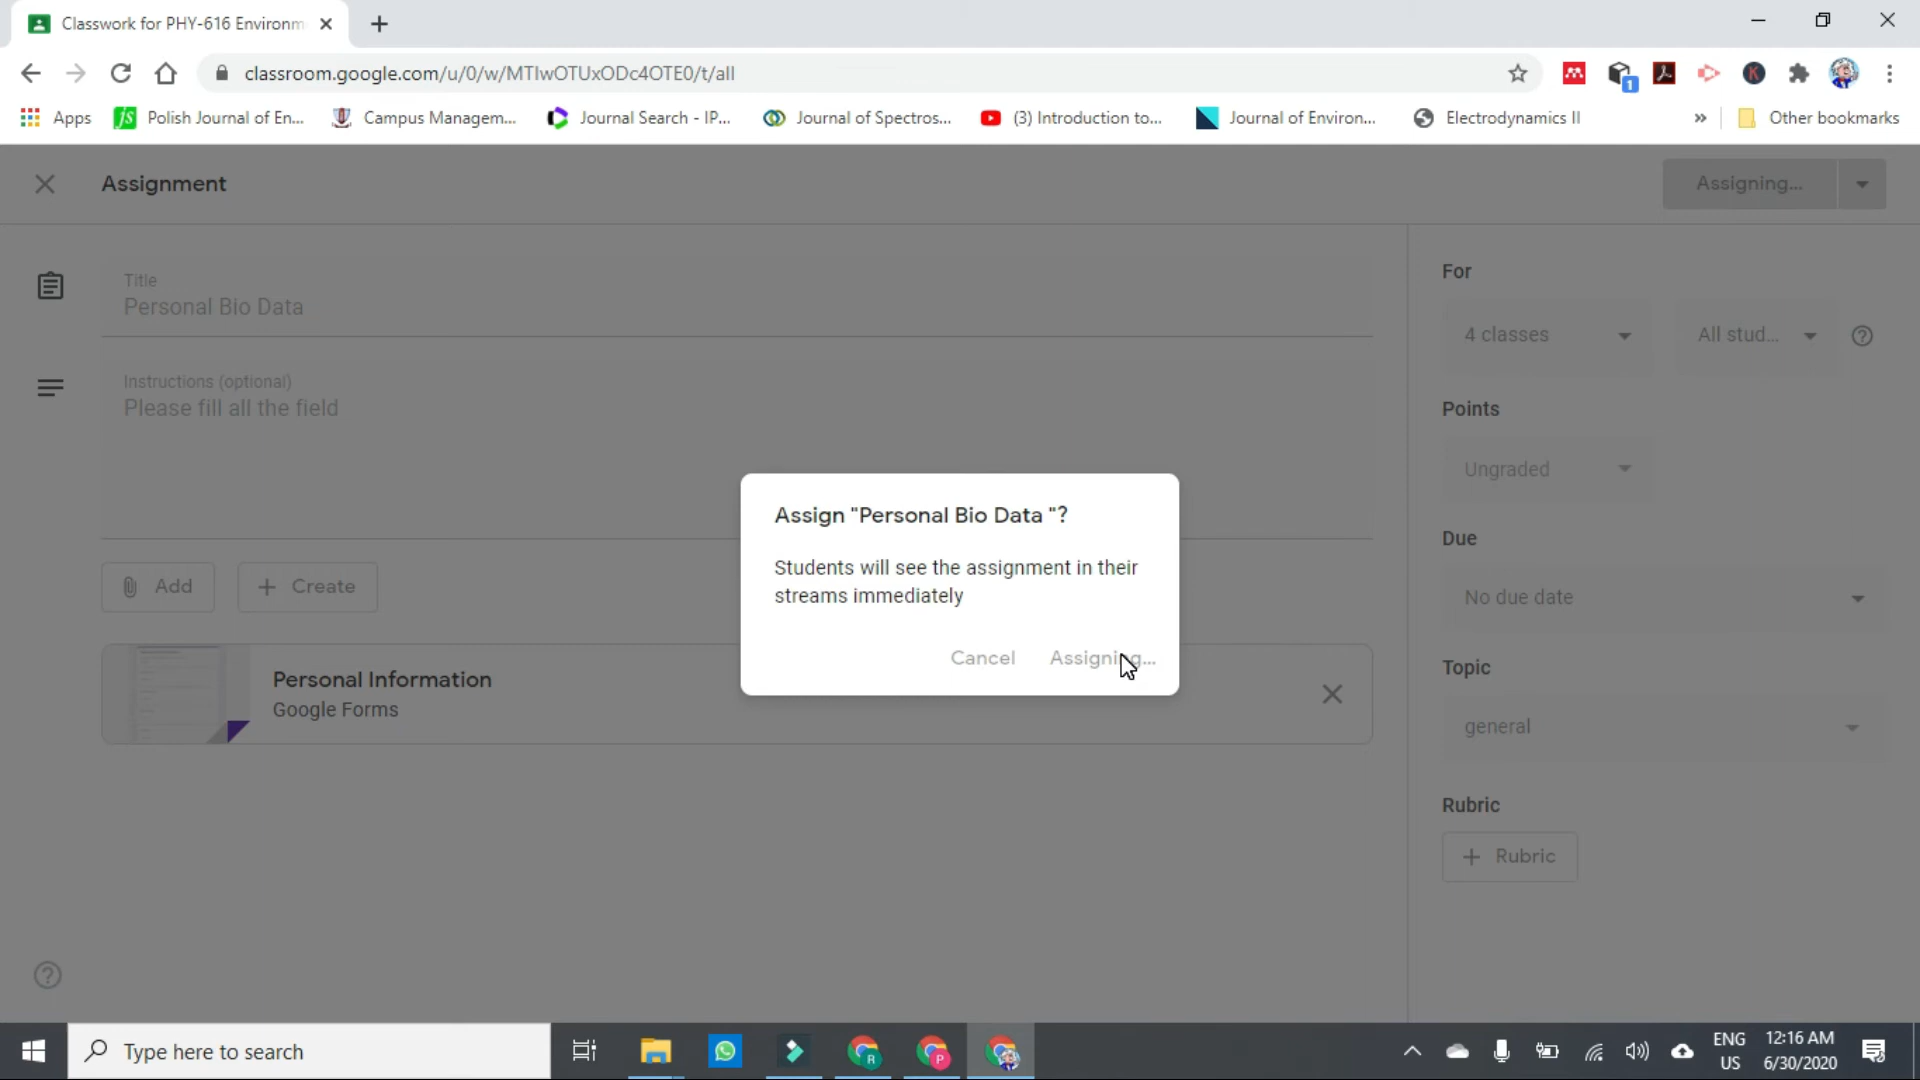 Classwork for PHY-616 Environm
classroom.google.com/u/0/w/MTIwOTUxODc4OTE0/t/all
1
Apps
Polish Journal of En...
Campus Managem...
Journal Search - IP...
Journal of Spectros...
(3) Introduction to...
Journal of Environ...
Electrodynamics II
»
Other bookmarks
Assignment
Assigning...
Title
Personal Bio Data
Instructions (optional)
Please fill all the field
Add
Create
Personal Information
Google Forms
For
4 classes
All stud...
Points
Ungraded
Due
No due date
Topic
general
Rubric
Rubric
Assign "Personal Bio Data "?
Students will see the assignment in their
streams immediately
Cancel
Assigning...
Type here to search
R
P
ENG
US
12:16 AM
6/30/2020